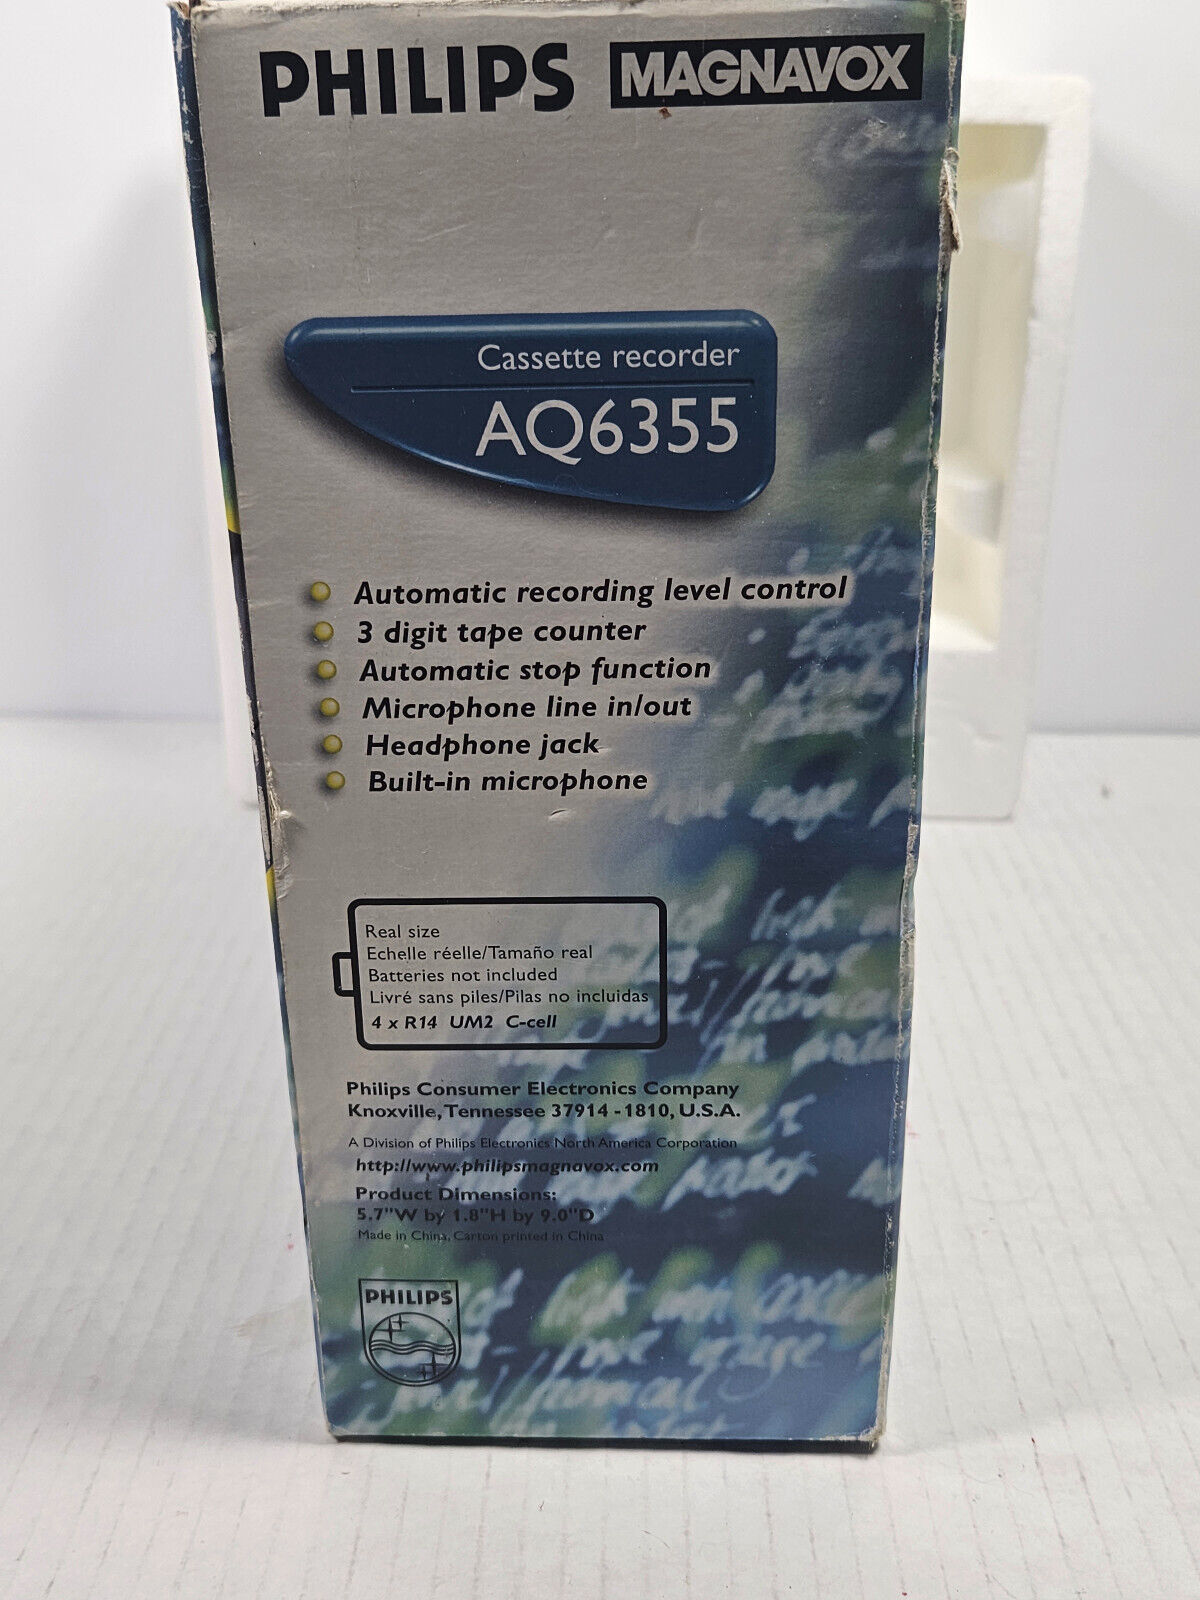 PHILIPS MAGNAVOX
Cassette recorder
AQ6355
Automatic recording level control
3 digit tape counter
Automatic stop function
Microphone line in/out
Headphone jack
Built-in microphone
Real size
Echelle réelle/Tamaño real
Batteries not included
Livré sans piles/Pilas no incluidas
4 x R14 UM2 C-cell
Philips Consumer Electronics Company
Knoxville, Tennessee 37914 - 1810, U.S.A.
A Division of Philips Electronics North America Corporation
http://www.philipsmagnavox.com
Product Dimensions:
5.7"W by 1.8"H by 9.0"D
Made in China, Carton printed in China
PHILIPS